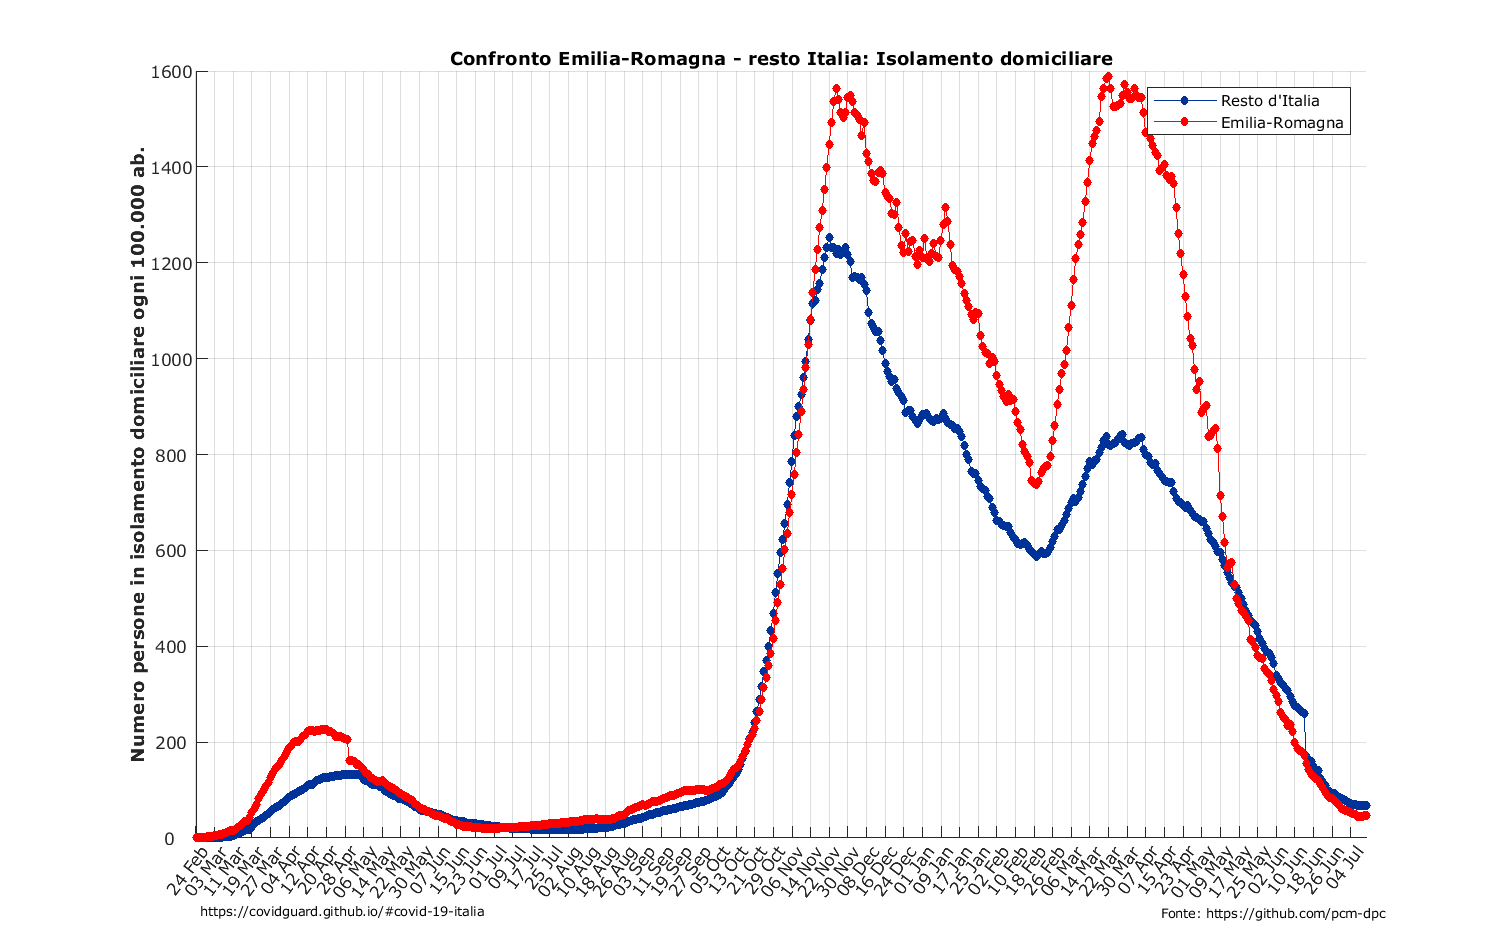 Confronto Emilia-Romagna - resto Italia: Isolamento domiciliare
Numero persone in isolamento domiciliare ogni 100.000 ab.
1600
1400
1200
1000
800
600
400
200
0
Resto d'Italia
Emilia-Romagna
24 Feb
03 Mar
11 Mar
19 Mar
27 Mar
04 Apr
12 Apr
20 Apr
28 Apr
06 May
14 May
22 May
30 May
07 Jun
15 Jun
23 Jun
01 Jul
09 Jul
17 Jul
25 Jul
02 Aug
10 Aug
18 Aug
26 Aug
03 Sep
11 Sep
19 Sep
27 Sep
05 Oct
13 Oct
21 Oct
29 Oct
06 Nov
14 Nov
22 Nov
30 Nov
08 Dec
16 Dec
24 Dec
01 Jan
09 Jan
17 Jan
25 Jan
02 Feb
10 Feb
18 Feb
26 Feb
06 Mar
14 Mar
22 Mar
30 Mar
07 Apr
15 Apr
23 Apr
01 May
09 May
17 May
25 May
02 Jun
10 Jun
18 Jun
26 Jun
04 Jul
https://covidguard.github.io/#covid-19-italia
Fonte: https://github.com/pcm-dpc